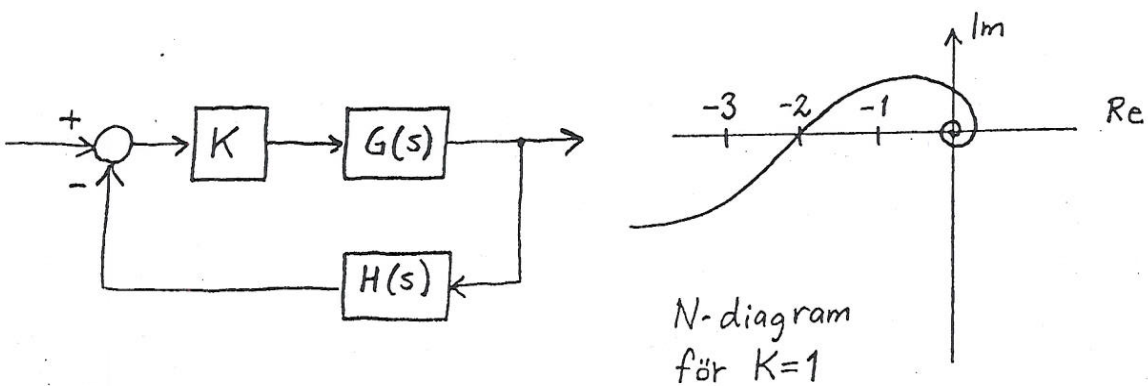 +
-
K
G(s)
H(s)
Im
Re
-3 -2 -1
N-diagram
för K=1